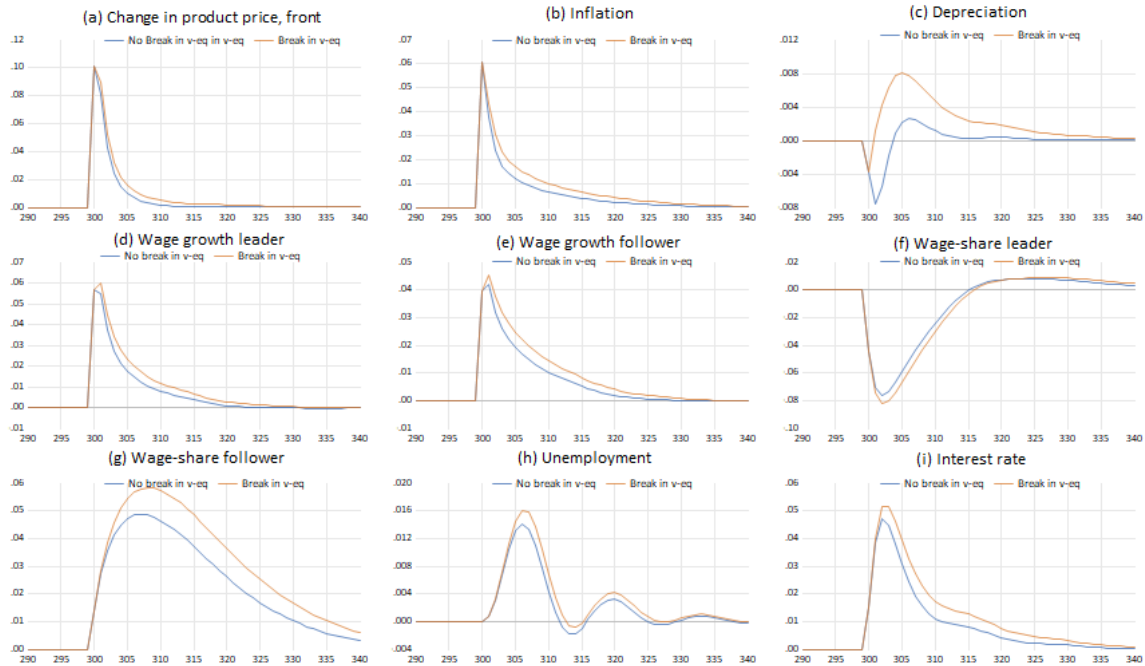 (a) Change in product price, front
No Break in v-eq in v-eq Break in v-eq
.12
.10
.08
.06
.04
.02
.00
290 295 300 305 310 315 320 325 330 335 340
(b) Inflation
No Break in v-eq Break in v-eq
.07
.06
.05
.04
.03
.02
.01
.00
290 295 300 305 310 315 320 325 330 335 340
(c) Depreciation
No Break in v-eq Break in v-eq
.012
.008
.004
.000
-.004
-.008
290 295 300 305 310 315 320 325 330 335 340
(d) Wage growth leader
No break in v-eq Break in v-eq
.07
.06
.05
.04
.03
.02
.01
.00
-.01
290 295 300 305 310 315 320 325 330 335 340
(e) Wage growth follower
No break in v-eq Break in v-eq
.05
.04
.03
.02
.01
.00
-.01
290 295 300 305 310 315 320 325 330 335 340
(f) Wage-share leader
No break in v-eq Break in v-eq
.02
.00
-.02
-.04
-.06
-.08
-.10
290 295 300 305 310 315 320 325 330 335 340
(g) Wage-share follower
No break in v-eq Break in v-eq
.06
.05
.04
.03
.02
.01
.00
290 295 300 305 310 315 320 325 330 335 340
(h) Unemployment
No break in v-eq Break in v-eq
.020
.016
.012
.008
.004
.000
-.004
290 295 300 305 310 315 320 325 330 335 340
(i) Interest rate
No break in v-eq Break in v-eq
.06
.05
.04
.03
.02
.01
.00
290 295 300 305 310 315 320 325 330 335 340